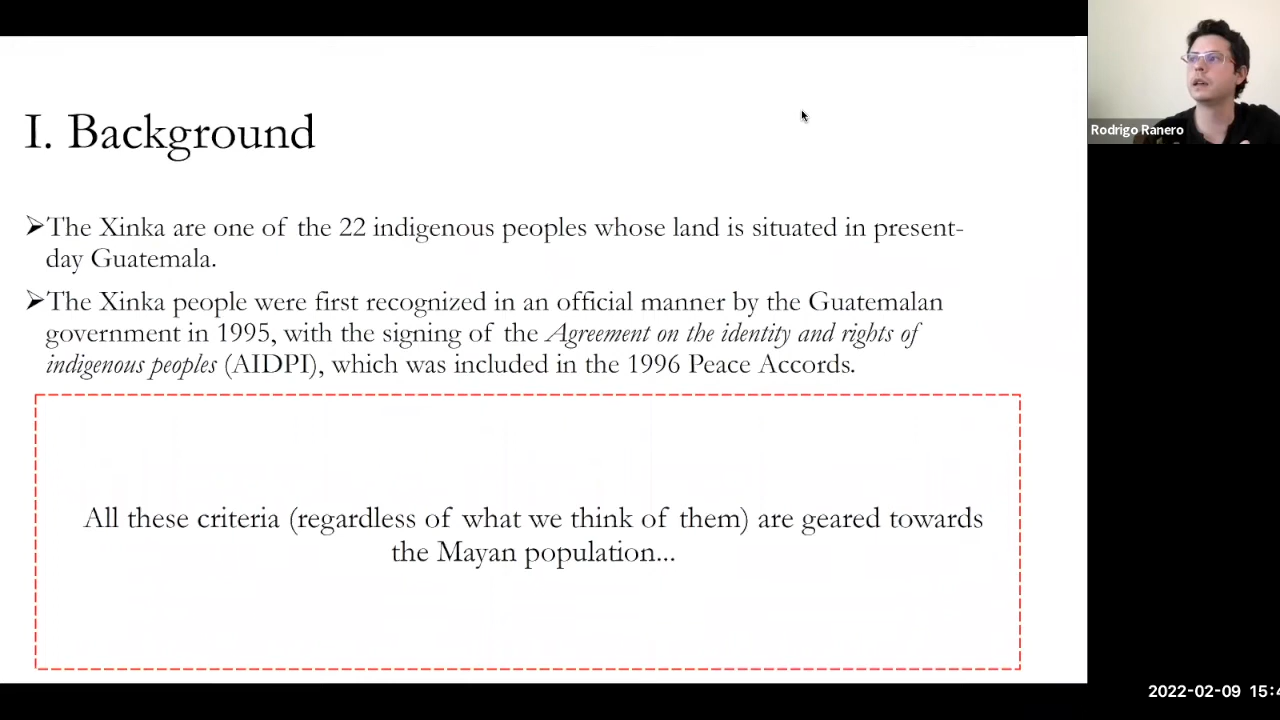 I. Background
➢The Xinka are one of the 22 indigenous peoples whose land is situated in present-
day Guatemala.
➢The Xinka people were first recognized in an official manner by the Guatemalan
government in 1995, with the signing of the Agreement on the identity and rights of
indigenous peoples (AIDPI), which was included in the 1996 Peace Accords.
All these criteria (regardless of what we think of them) are geared towards
the Mayan population...
Rodrigo Ranero
2022-02-09 15:4